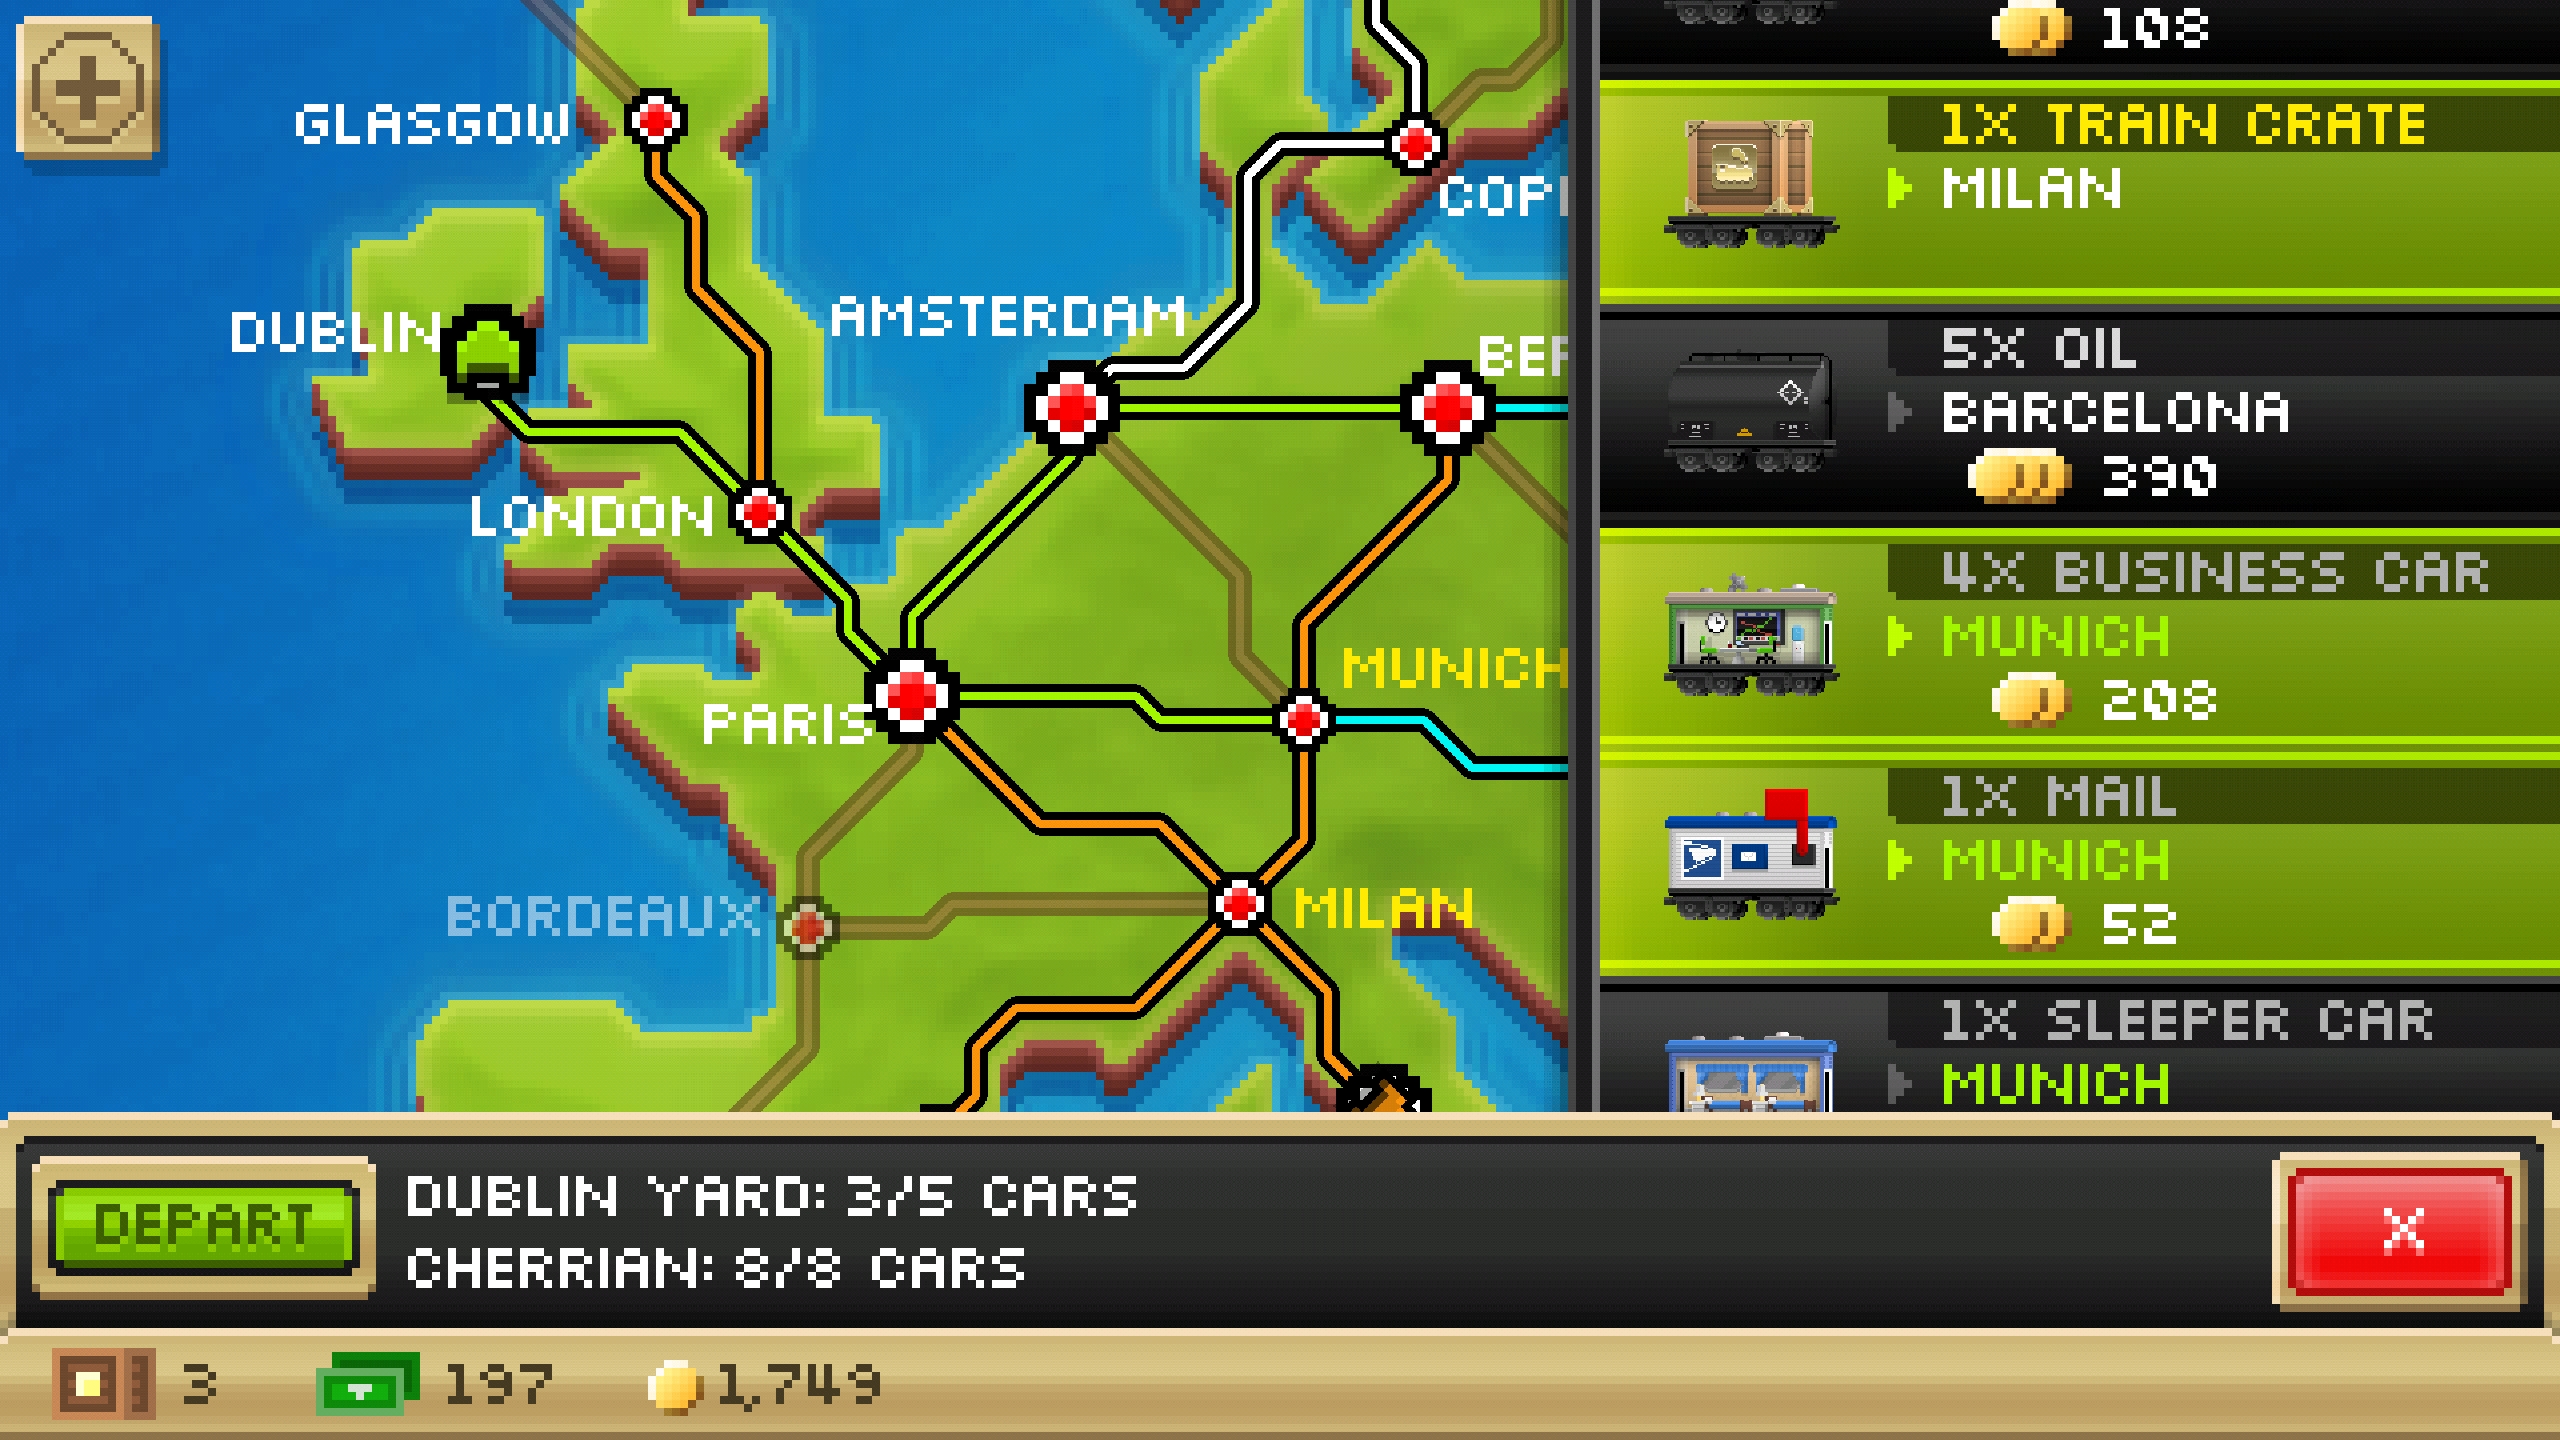 GLASGOW
DUBLIN
AMSTERDAM
COP
BER
LONDON
MUNICH
PARIS
BORDEAUX
MILAN
108
1X TRAIN CRATE
MILAN
5X OIL
BARCELONA
390
4X BUSINESS CAR
MUNICH
208
1X MAIL
MUNICH
52
1X SLEEPER CAR
MUNICH
DEPART
DUBLIN YARD: 3/5 CARS
CHERRIAN: 8/8 CARS
X
3
197
1,749